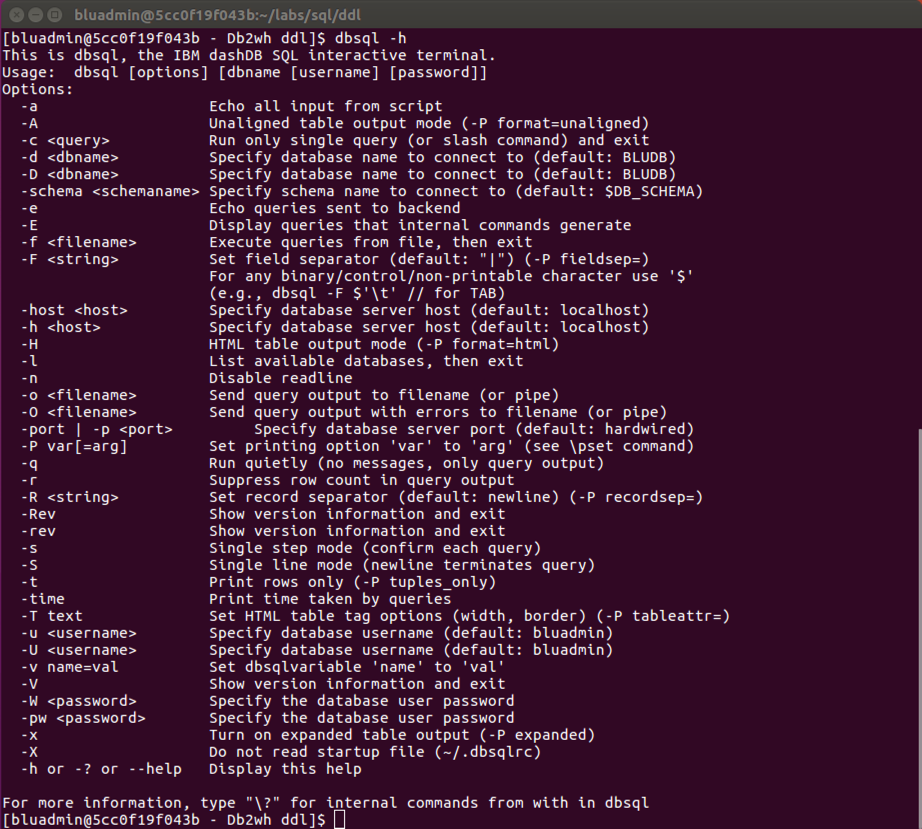 bluadmin@5cc0f19f043b:~/labs/sql/ddl
[bluadmin@5cc0f19f043b - Db2wh ddl]$ dbsql -h
This is dbsql, the IBM dashDB SQL interactive terminal.
Usage:  dbsql [options] [dbname [username] [password]]
Options:
  -a                   Echo all input from script
  -A                   Unaligned table output mode (-P format=unaligned)
  -c <query>           Run only single query (or slash command) and exit
  -d <dbname>          Specify database name to connect to (default: BLUDB)
  -D <dbname>          Specify database name to connect to (default: BLUDB)
  -schema <schemaname> Specify schema name to connect to (default: $DB_SCHEMA)
  -e                   Echo queries sent to backend
  -E                   Display queries that internal commands generate
  -f <filename>        Execute queries from file, then exit
  -F <string>          Set field separator (default: "|") (-P fieldsep=)
                       For any binary/control/non-printable character use '$'
                       (e.g., dbsql -F $'\t' // for TAB)
  -host <host>         Specify database server host (default: localhost)
  -h <host>            Specify database server host (default: localhost)
  -H                   HTML table output mode (-P format=html)
  -l                   List available databases, then exit
  -n                   Disable readline
  -o <filename>        Send query output to filename (or pipe)
  -O <filename>        Send query output with errors to filename (or pipe)
  -port | -p <port>         Specify database server port (default: hardwired)
  -P var[=arg]         Set printing option 'var' to 'arg' (see \pset command)
  -q                   Run quietly (no messages, only query output)
  -r                   Suppress row count in query output
  -R <string>          Set record separator (default: newline) (-P recordsep=)
  -Rev                 Show version information and exit
  -rev                 Show version information and exit
  -s                   Single step mode (confirm each query)
  -S                   Single line mode (newline terminates query)
  -t                   Print rows only (-P tuples_only)
  -time                Print time taken by queries
  -T text              Set HTML table tag options (width, border) (-P tableattr=)
  -u <username>        Specify database username (default: bluadmin)
  -U <username>        Specify database username (default: bluadmin)
  -v name=val          Set dbsqlvariable 'name' to 'val'
  -V                   Show version information and exit
  -W <password>        Specify the database user password
  -pw <password>       Specify the database user password
  -x                   Turn on expanded table output (-P expanded)
  -X                   Do not read startup file (~/.dbsqlrc)
  -h or -? or --help   Display this help
For more information, type "\?" for internal commands from with in dbsql
[bluadmin@5cc0f19f043b - Db2wh ddl]$